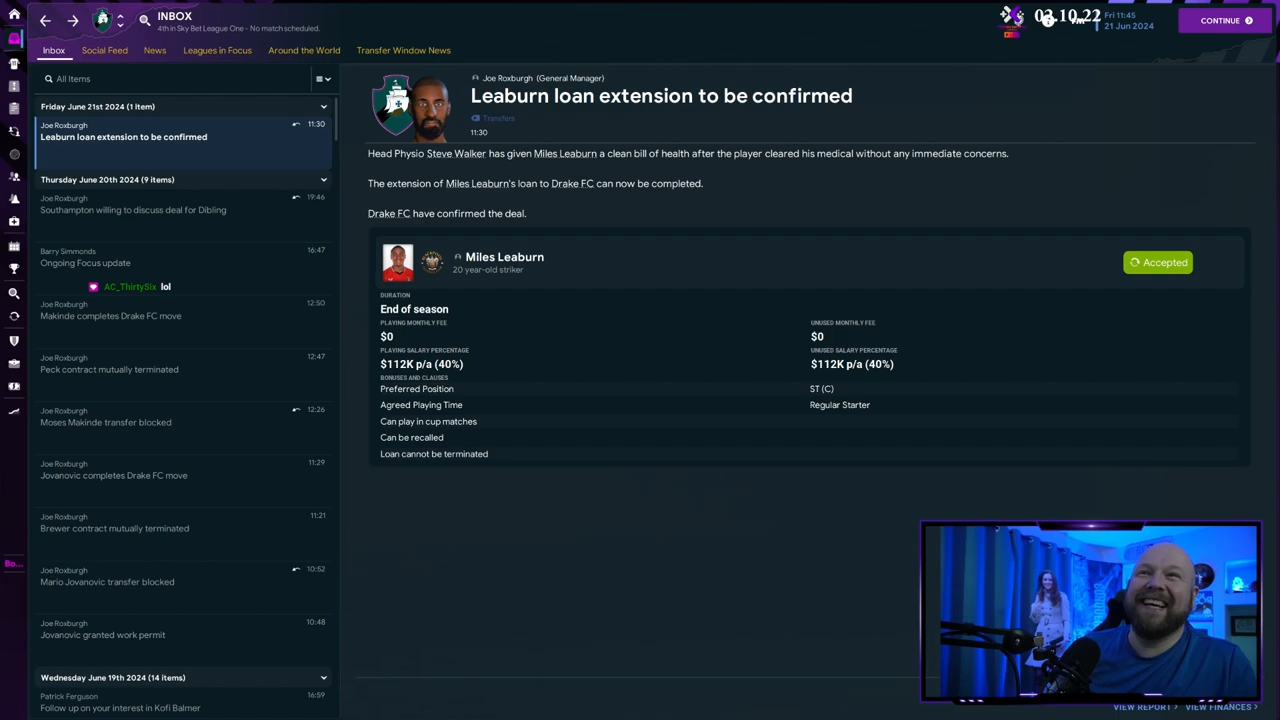 INBOX
4th in Sky Bet League One - No match scheduled.
03.10.22
Fri 11:45
21 Jun 2024
CONTINUE
Inbox
Social Feed
News
Leagues in Focus
Around the World
Transfer Window News
All Items
Friday June 21st 2024 (1 item)
Joe Roxburgh
11:30
Leaburn loan extension to be confirmed
Thursday June 20th 2024 (9 items)
Joe Roxburgh
19:46
Southampton willing to discuss deal for Dibling
Barry Simmonds
16:47
Ongoing Focus update
AC_ThirtySix lol
Joe Roxburgh
12:50
Makinde completes Drake FC move
Joe Roxburgh
12:47
Peck contract mutually terminated
Joe Roxburgh
12:26
Moses Makinde transfer blocked
Joe Roxburgh
11:29
Jovanovic completes Drake FC move
Joe Roxburgh
11:21
Brewer contract mutually terminated
Joe Roxburgh
10:52
Mario Jovanovic transfer blocked
Joe Roxburgh
10:48
Jovanovic granted work permit
Wednesday June 19th 2024 (14 items)
Patrick Ferguson
16:59
Follow up on your interest in Kofi Balmer
Bo...
Joe Roxburgh (General Manager)
Leaburn loan extension to be confirmed
Transfers
11:30
Head Physio Steve Walker has given Miles Leaburn a clean bill of health after the player cleared his medical without any immediate concerns.
The extension of Miles Leaburn's loan to Drake FC can now be completed.
Drake FC have confirmed the deal.
Miles Leaburn
20 year-old striker
Accepted
DURATION
End of season
PLAYING MONTHLY FEE
UNUSED MONTHLY FEE
$0
$0
PLAYING SALARY PERCENTAGE
UNUSED SALARY PERCENTAGE
$112K p/a (40%)
$112K p/a (40%)
BONUSES AND CLAUSES
Preferred Position
ST (C)
Agreed Playing Time
Regular Starter
Can play in cup matches
Can be recalled
Loan cannot be terminated
VIEW REPORT
VIEW FINANCES